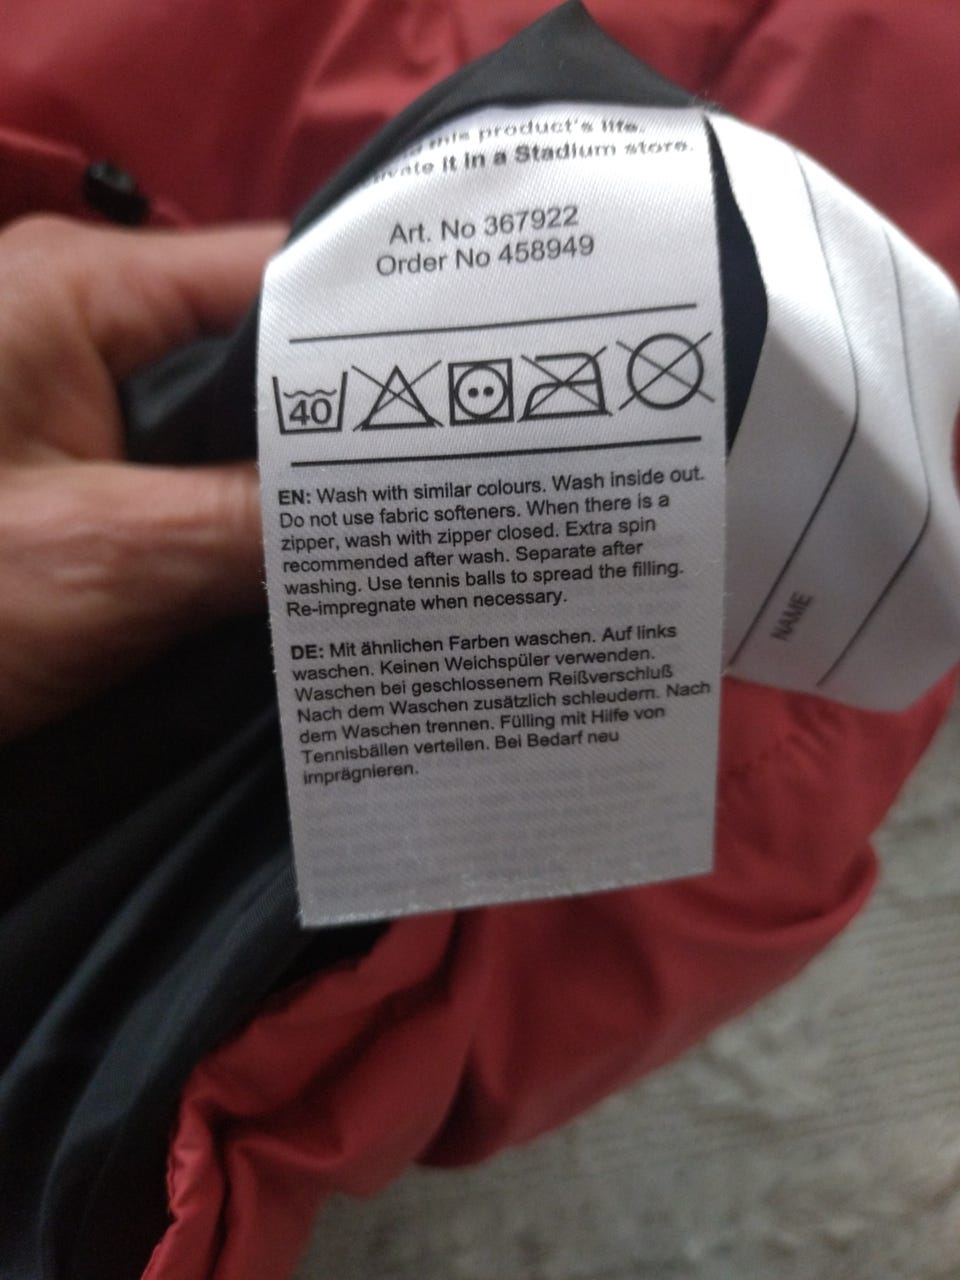 this product's life.
it in a Stadium store.
Art. No 367922
Order No 458949
40
EN: Wash with similar colours. Wash inside out.
Do not use fabric softeners. When there is a
zipper, wash with zipper closed. Extra spin
recommended after wash. Separate after
washing. Use tennis balls to spread the filling.
Re-impregnate when necessary.
DE: Mit ähnlichen Farben waschen. Auf links
waschen. Keinen Weichspüler verwenden.
Waschen bei geschlossenem Reißverschluß
Nach dem Waschen zusätzlich schleudern. Nach
dem Waschen trennen. Fülling mit Hilfe von
Tennisbällen verteilen. Bei Bedarf neu
imprägnieren.
NAME